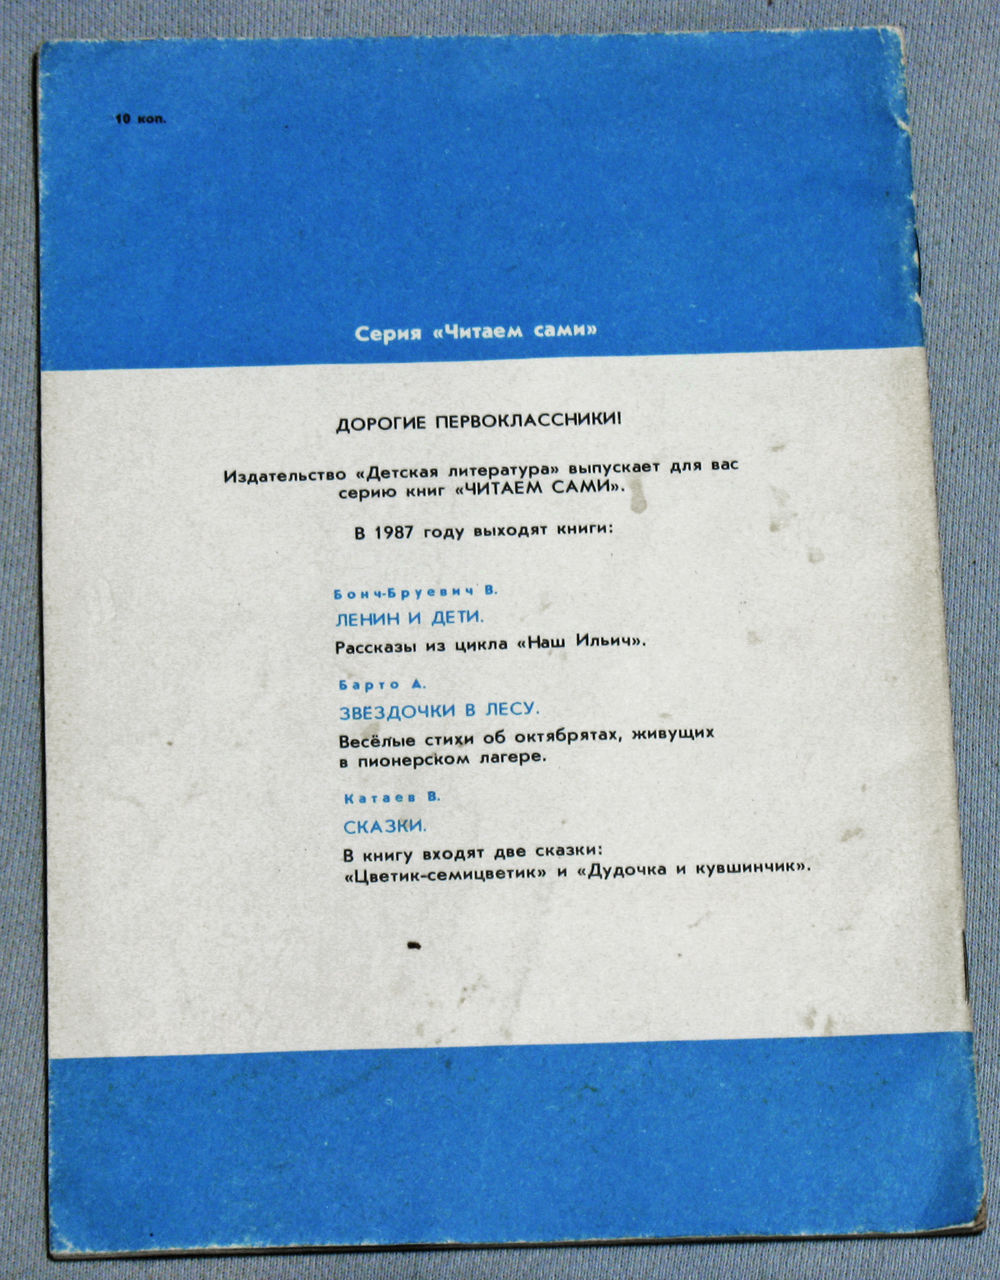 10 коп.
Серия «Читаем сами»
ДОРОГИЕ ПЕРВОКЛАССНИКИ!
Издательство «Детская литература» выпускает для вас
серию книг «ЧИТАЕМ САМИ».
В 1987 году выходят книги:
Бонч-Бруевич В.
ЛЕНИН И ДЕТИ.
Рассказы из цикла «Наш Ильич».
Барто А.
ЗВЁЗДОЧКИ В ЛЕСУ.
Весёлые стихи об октябрятах, живущих
в пионерском лагере.
Катаев В.
СКАЗКИ.
В книгу входят две сказки:
«Цветик-семицветик» и «Дудочка и кувшинчик».